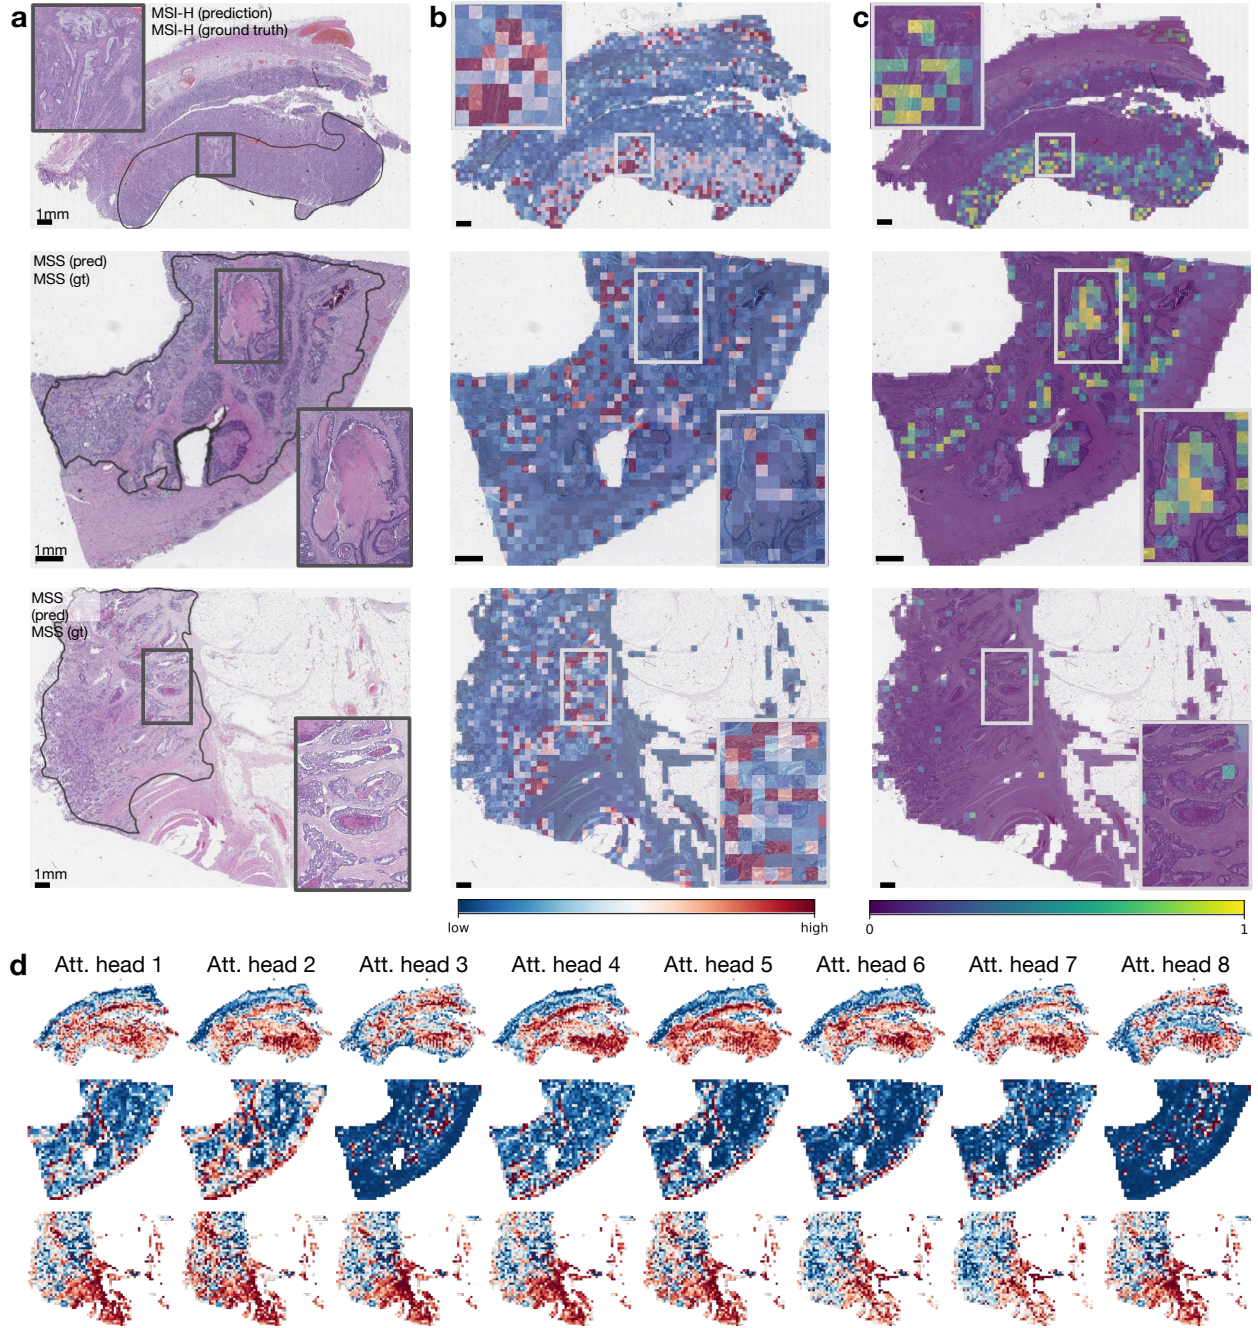 a
MSI-H (prediction)
MSI-H (ground truth)
1mm
b
c
MSS (pred)
MSS (gt)
1mm
MSS
(pred)
MSS (gt)
1mm
low
high
0
1
d
Att. head 1
Att. head 2
Att. head 3
Att. head 4
Att. head 5
Att. head 6
Att. head 7
Att. head 8